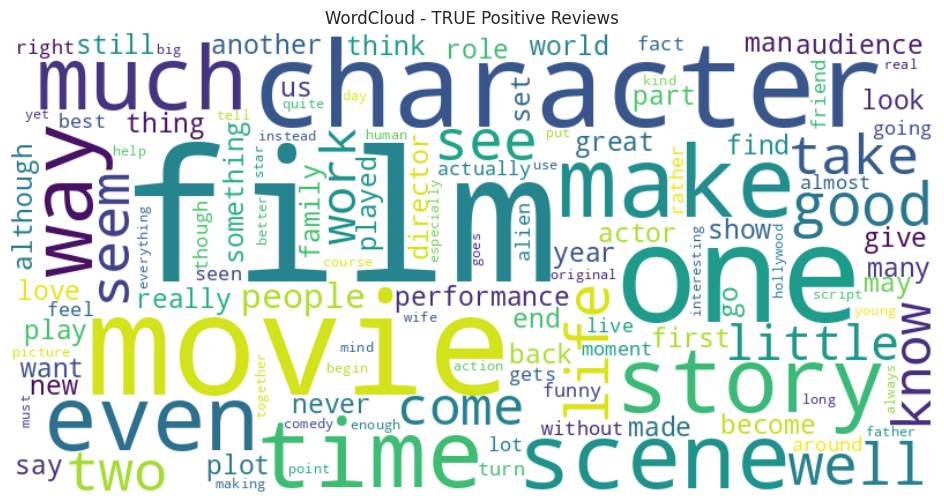 WordCloud - TRUE Positive Reviews
right
still
big
another
think
role
world
fact
man
audience
real
much
character
us
quite
day
set
part
kind
friend
look
yet
best
thing
tell
going
way
help
although
seem
something
instead
star
human
work
played
see
director
actually
put
use
great
find
take
almost
rather
make
good
film
everything
though
better
family
especially
goes
alien
year
actor
show
give
seen
course
original
interesting
go
hollywood
many
one
love
feel
really
people
performance
life
may
script
young
movie
wife
end
live
first
little
know
play
picture
want
new
mind
begin
action
back
moment
gets
story
always
together
funny
long
must
even
never
comedy
enough
come
without
made
become
around
father
time
scene
well
say
two
plot
point
making
lot
turn